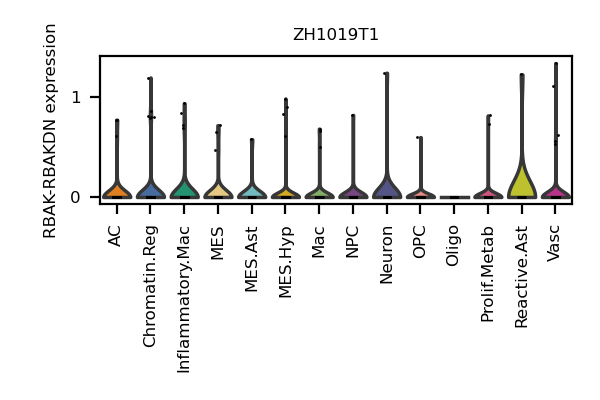 ZH1019T1
RBAK-RBAKDN expression
1
0
AC
Chromatin.Reg
Inflammatory.Mac
MES
MES.Ast
MES.Hyp
Mac
NPC
Neuron
OPC
Oligo
Prolif.Metab
Reactive.Ast
Vasc